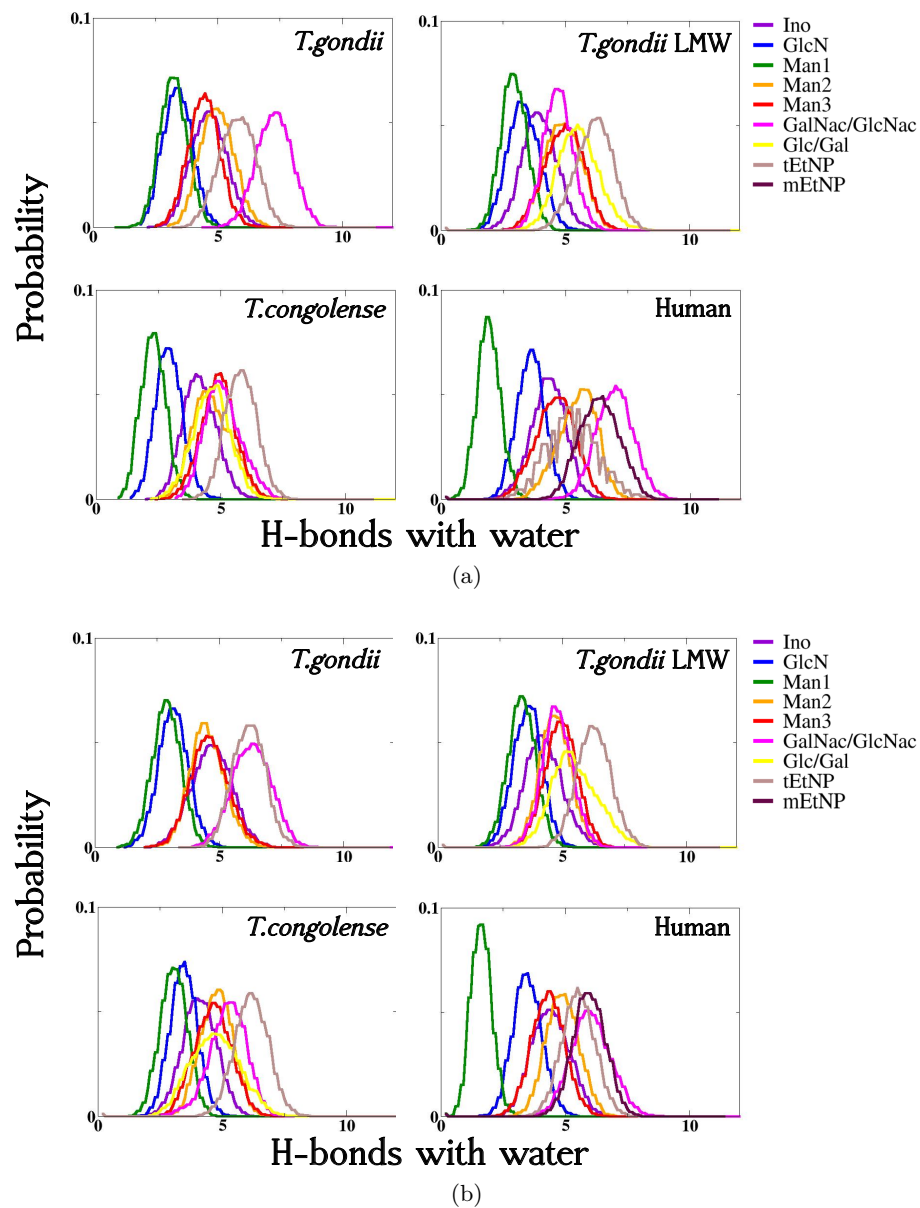 0.1
T.gondii
0
0
5
10
0.1
T.gondii LMW
0
0
5
10
Ino
GlcN
Man1
Man2
Man3
GalNac/GlcNac
Glc/Gal
tEtNP
mEtNP
Probability
0.1
T.congolense
0
0
5
10
0.1
Human
0
0
5
10
H-bonds with water
(a)
0.1
T.gondii
0
0
5
10
0.1
T.gondii LMW
0
0
5
10
Ino
GlcN
Man1
Man2
Man3
GalNac/GlcNac
Glc/Gal
tEtNP
mEtNP
Probability
0.1
T.congolense
0
0
5
10
0.1
Human
0
0
5
10
H-bonds with water
(b)